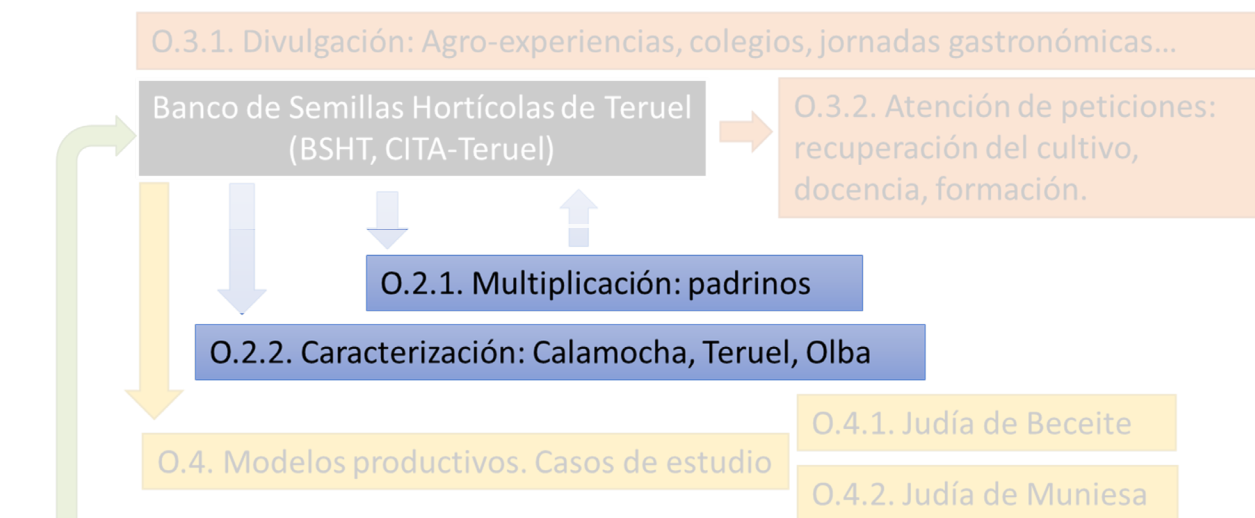 O.3.1. Divulgación: Agro-experiencias, colegios, jornadas gastronómicas...
Banco de Semillas Hortícolas de Teruel
(BSHT, CITA-Teruel)
O.3.2. Atención de peticiones:
recuperación del cultivo,
docencia, formación.
O.2.1. Multiplicación: padrinos
O.2.2. Caracterización: Calamocha, Teruel, Olba
O.4. Modelos productivos. Casos de estudio
O.4.1. Judía de Beceite
O.4.2. Judía de Muniesa